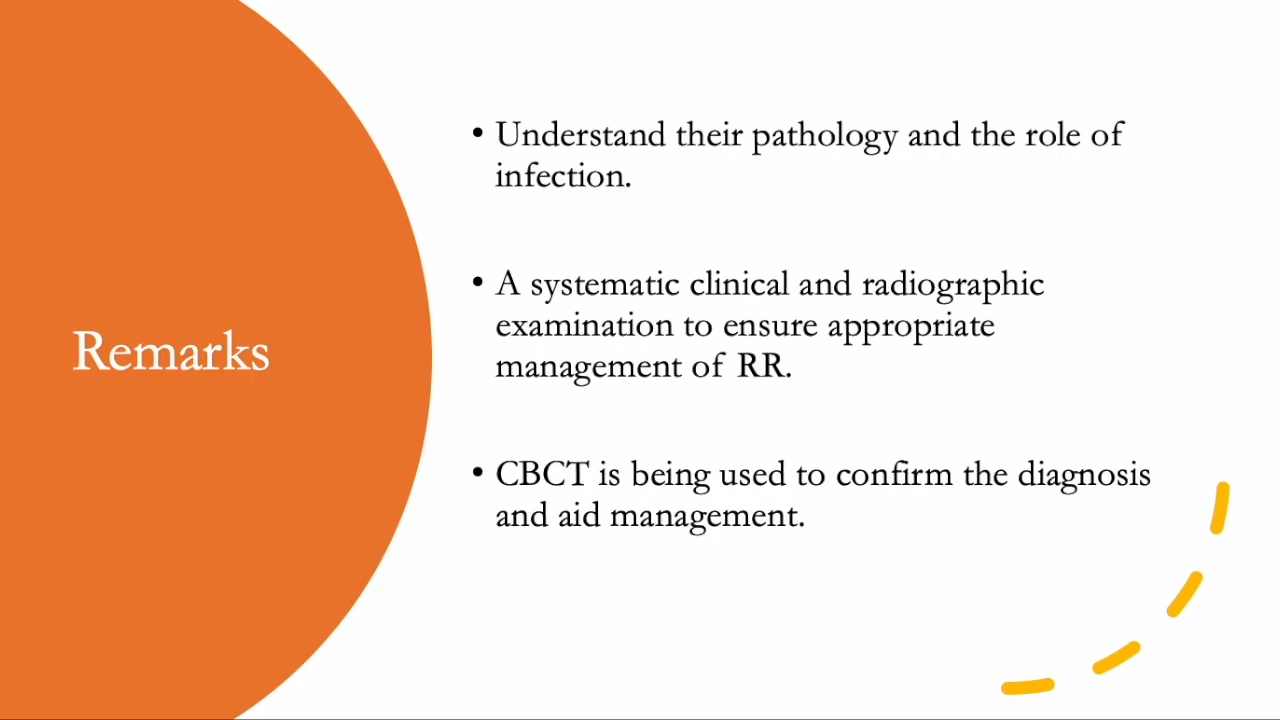 Remarks
• Understand their pathology and the role of
infection.
• A systematic clinical and radiographic
examination to ensure appropriate
management of RR.
• CBCT is being used to confirm the diagnosis
and aid management.